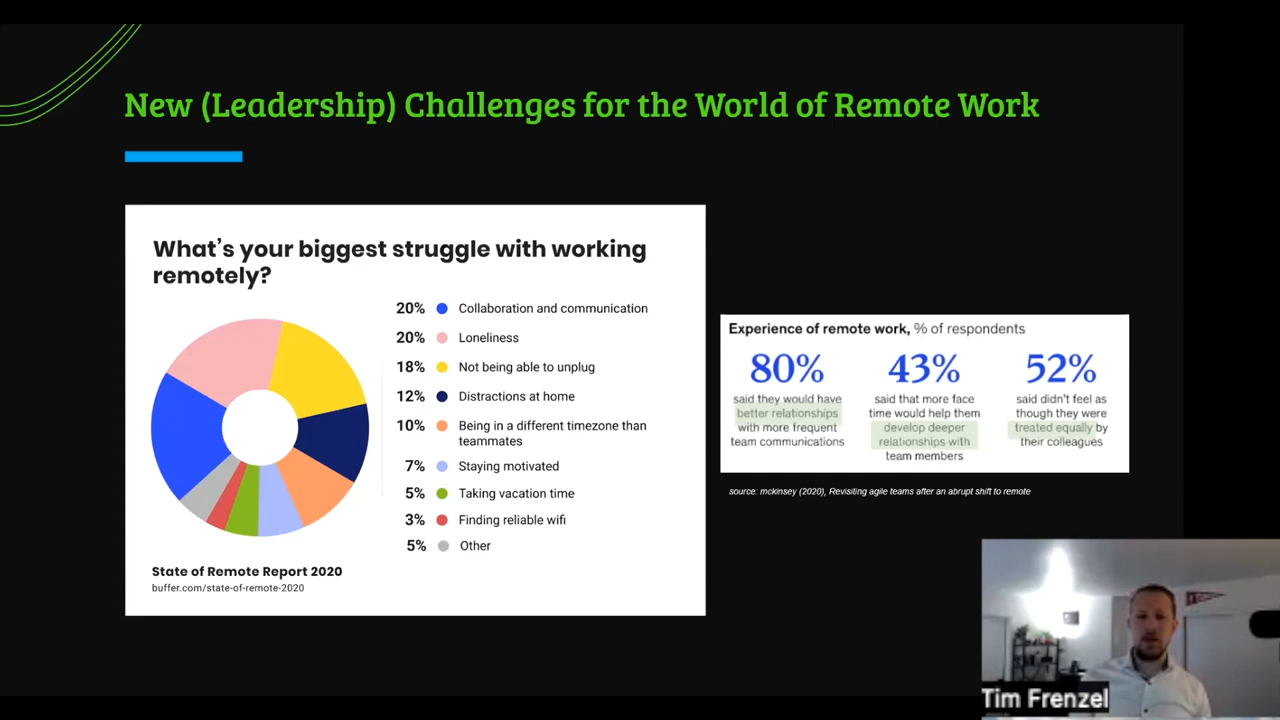 New (Leadership) Challenges for the World of Remote Work
What's your biggest struggle with working
remotely?
20% Collaboration and communication
20% Loneliness
18% Not being able to unplug
12% Distractions at home
10% Being in a different timezone than
teammates
7% Staying motivated
5% Taking vacation time
3% Finding reliable wifi
5% Other
State of Remote Report 2020
buffer.com/state-of-remote-2020
Experience of remote work, % of respondents
80%
said they would have
better relationships
with more frequent
team communications
43%
said that more face
time would help them
develop deeper
relationships with
team members
52%
said didn't feel as
though they were
treated equally by
their colleagues
source: mckinsey (2020), Revisiting agile teams after an abrupt shift to remote
Tim Frenzel